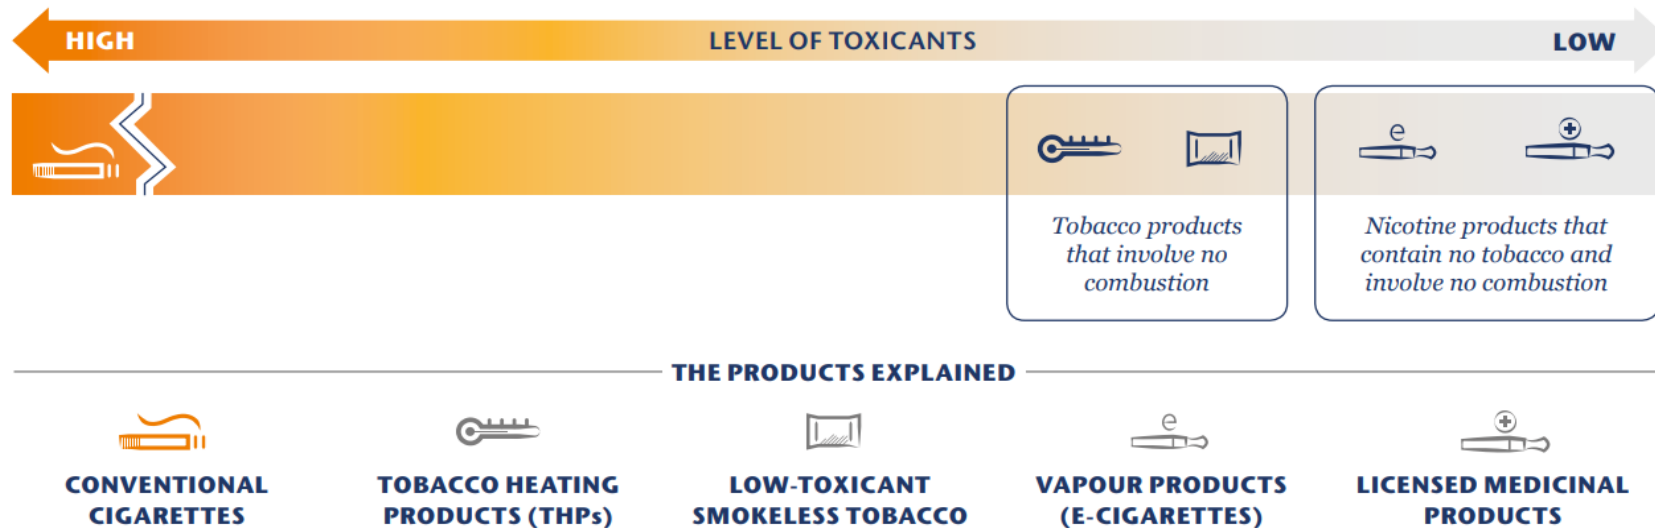 HIGH
LEVEL OF TOXICANTS
LOW
e
Tobacco products
that involve no
combustion
Nicotine products that
contain no tobacco and
involve no combustion
THE PRODUCTS EXPLAINED
e
CONVENTIONAL
CIGARETTES
TOBACCO HEATING
PRODUCTS (THPs)
LOW-TOXICANT
SMOKELESS TOBACCO
VAPOUR PRODUCTS
(E-CIGARETTES)
LICENSED MEDICINAL
PRODUCTS